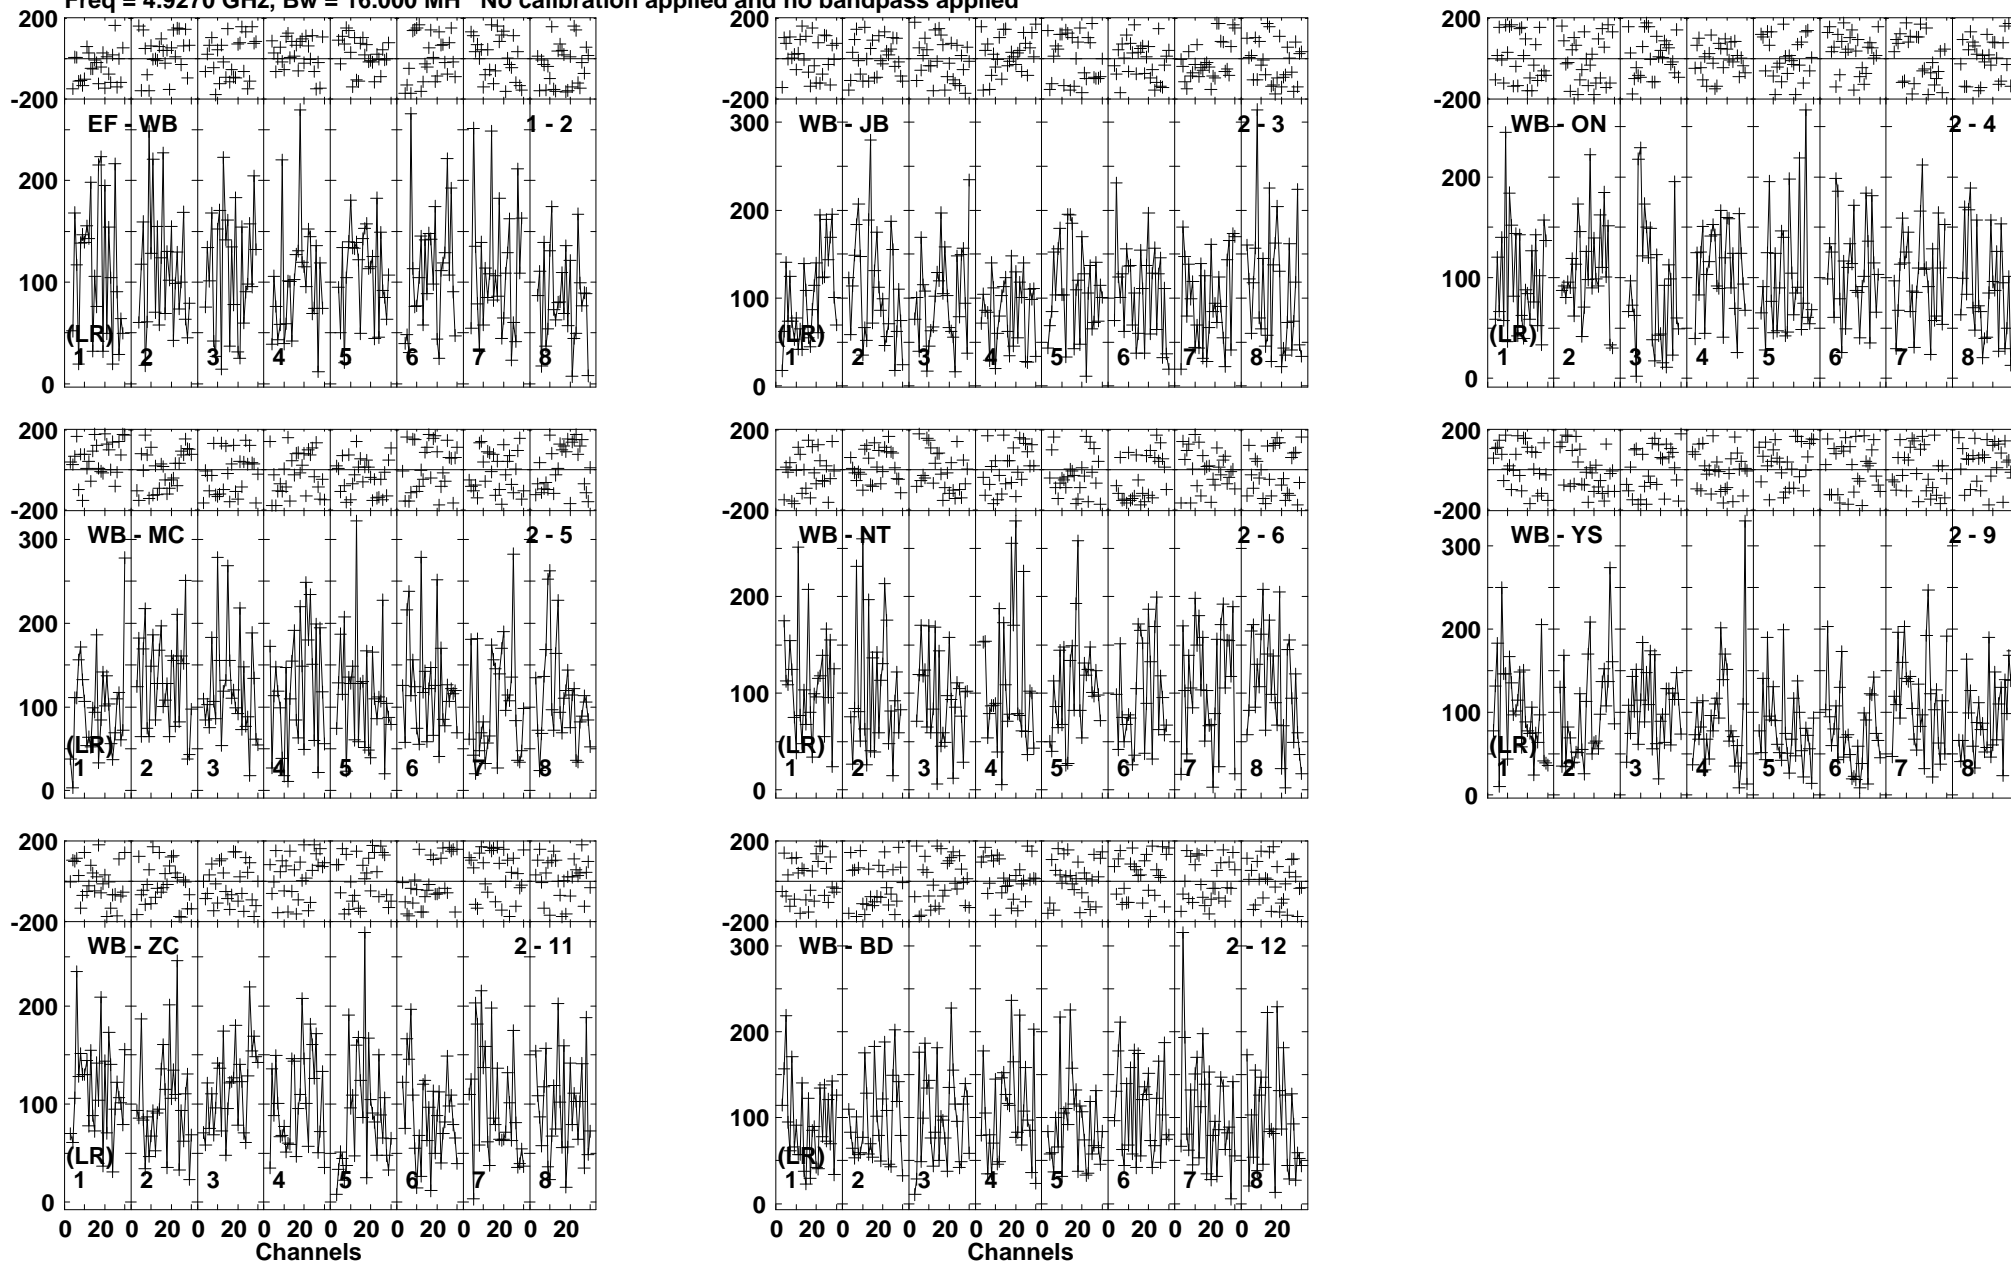 Freq = 4.9270 GHz, Bw = 16.000 MH No calibration applied and no bandpass applied
200 200 200
-200 -200 -200
EF - WB 1 - 2 WB - JB 2 - 3 WB - ON 2 - 4
300
200 200 200
100 100 100
(LR) (LR) (LR)
1 2 3 4 5 6 7 8 1 2 3 4 5 6 7 8 1 2 3 4 5 6 7 8
0 0 0
200 200 200
-200 -200 -200
WB - MC 2 - 5 WB - NT 2 - 6 WB - YS 2 - 9
300 300
200 200 200
100 100 100
(LR) (LR) (LR)
1 2 3 4 5 6 7 8 1 2 3 4 5 6 7 8 1 2 3 4 5 6 7 8
0 0 0
200 200
-200 -200
WB - ZC 2 - 11 WB - BD 2 - 12
300
200 200
100 100
(LR) (LR)
1 2 3 4 5 6 7 8 1 2 3 4 5 6 7 8
0 0
0 20 0 20 0 20 0 20 0 20 0 20 0 20 0 20 0 20 0 20 0 20 0 20 0 20 0 20 0 20 0 20
Channels Channels